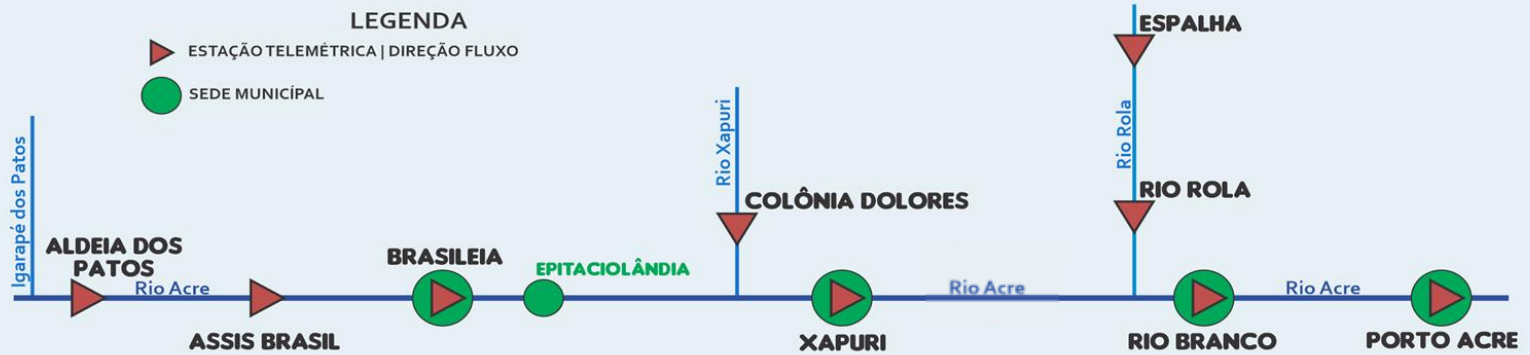 LEGENDA
ESTAÇÃO TELEMÉTRICA | DIREÇÃO FLUXO
SEDE MUNICÍPAL
ESPALHA
Igarapé dos Patos
Rio Xapuri
Rio Rola
COLÔNIA DOLORES
RIO ROLA
ALDEIA DOS
PATOS
BRASILEIA
EPITACIOLÂNDIA
Rio Acre
Rio Acre
Rio Acre
ASSIS BRASIL
XAPURI
RIO BRANCO
PORTO ACRE